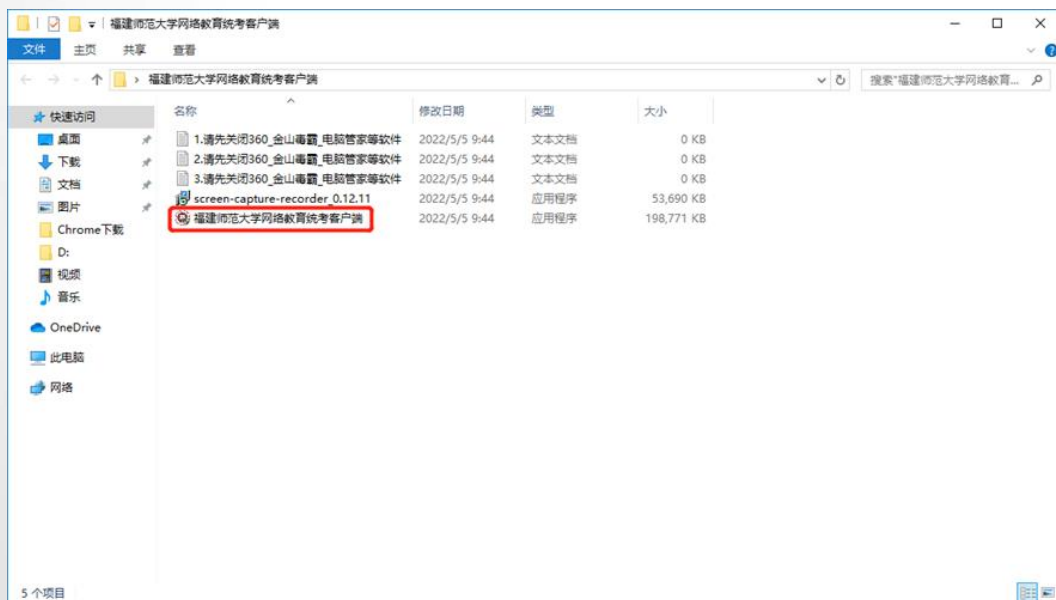 福建师范大学网络教育统考客户端
文件 主页 共享 查看
福建师范大学网络教育统考客户端 搜索"福建师范大学网络教育...
名称 修改日期 类型 大小
快速访问
桌面
下载
文档
图片
Chrome下载
D:
视频
音乐
OneDrive
此电脑
网络
1.请先关闭360_金山毒霸_电脑管家等软件 2022/5/5 9:44 文本文档 0 KB
2.请先关闭360_金山毒霸_电脑管家等软件 2022/5/5 9:44 文本文档 0 KB
3.请先关闭360_金山毒霸_电脑管家等软件 2022/5/5 9:44 文本文档 0 KB
screen-capture-recorder_0.12.11 2022/5/5 9:44 应用程序 53,690 KB
福建师范大学网络教育统考客户端 2022/5/5 9:44 应用程序 198,771 KB
5 个项目